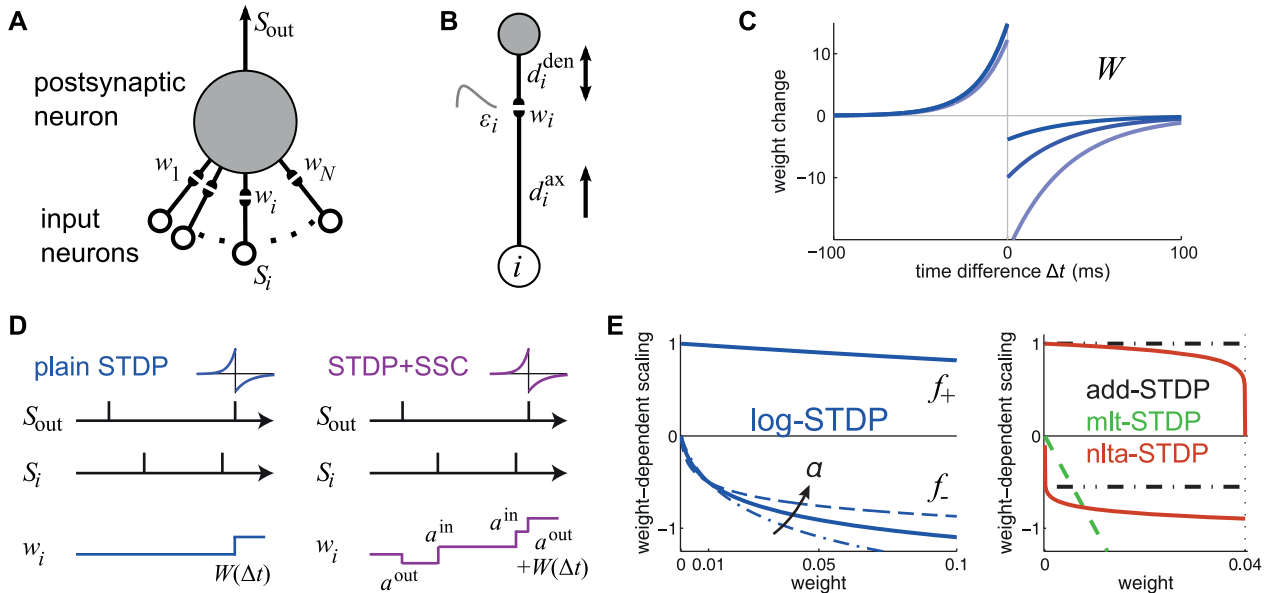 A
S_out
postsynaptic
neuron
w_1
w_i
w_N
input
neurons
S_i
B
d_i^den
ε_i
w_i
d_i^ax
i
C
W
weight change
10
0
−10
−100
0
100
time difference Δt (ms)
D
plain STDP
S_out
S_i
w_i
W(Δt)
STDP+SSC
S_out
S_i
w_i
a^out
a^in
a^in
a^out
+W(Δt)
E
weight−dependent scaling
1
0
−1
f_+
log-STDP
α
f_-
0
0.01
0.05
0.1
weight
weight−dependent scaling
1
0
−1
add-STDP
mlt-STDP
nlta-STDP
0
0.04
weight